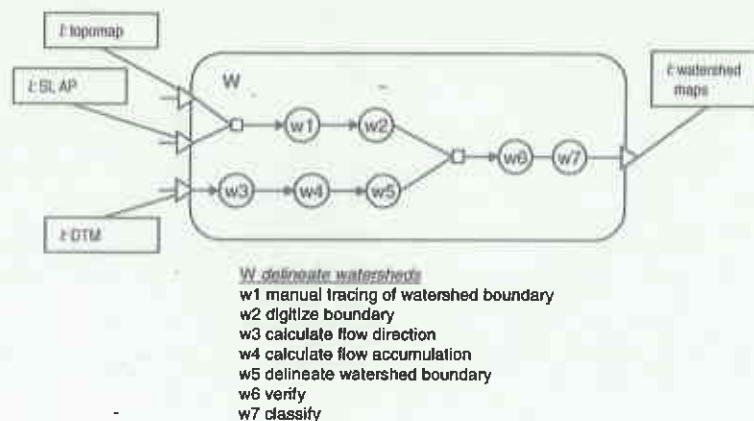 t: topomap
t: SLAP
W
t: watershed
maps
w1
w2
w6
w7
w3
w4
w5
t: DTM
W delineate watersheds
w1 manual tracing of watershed boundary
w2 digitize boundary
w3 calculate flow direction
w4 calculate flow accumulation
w5 delineate watershed boundary
w6 verify
w7 classify